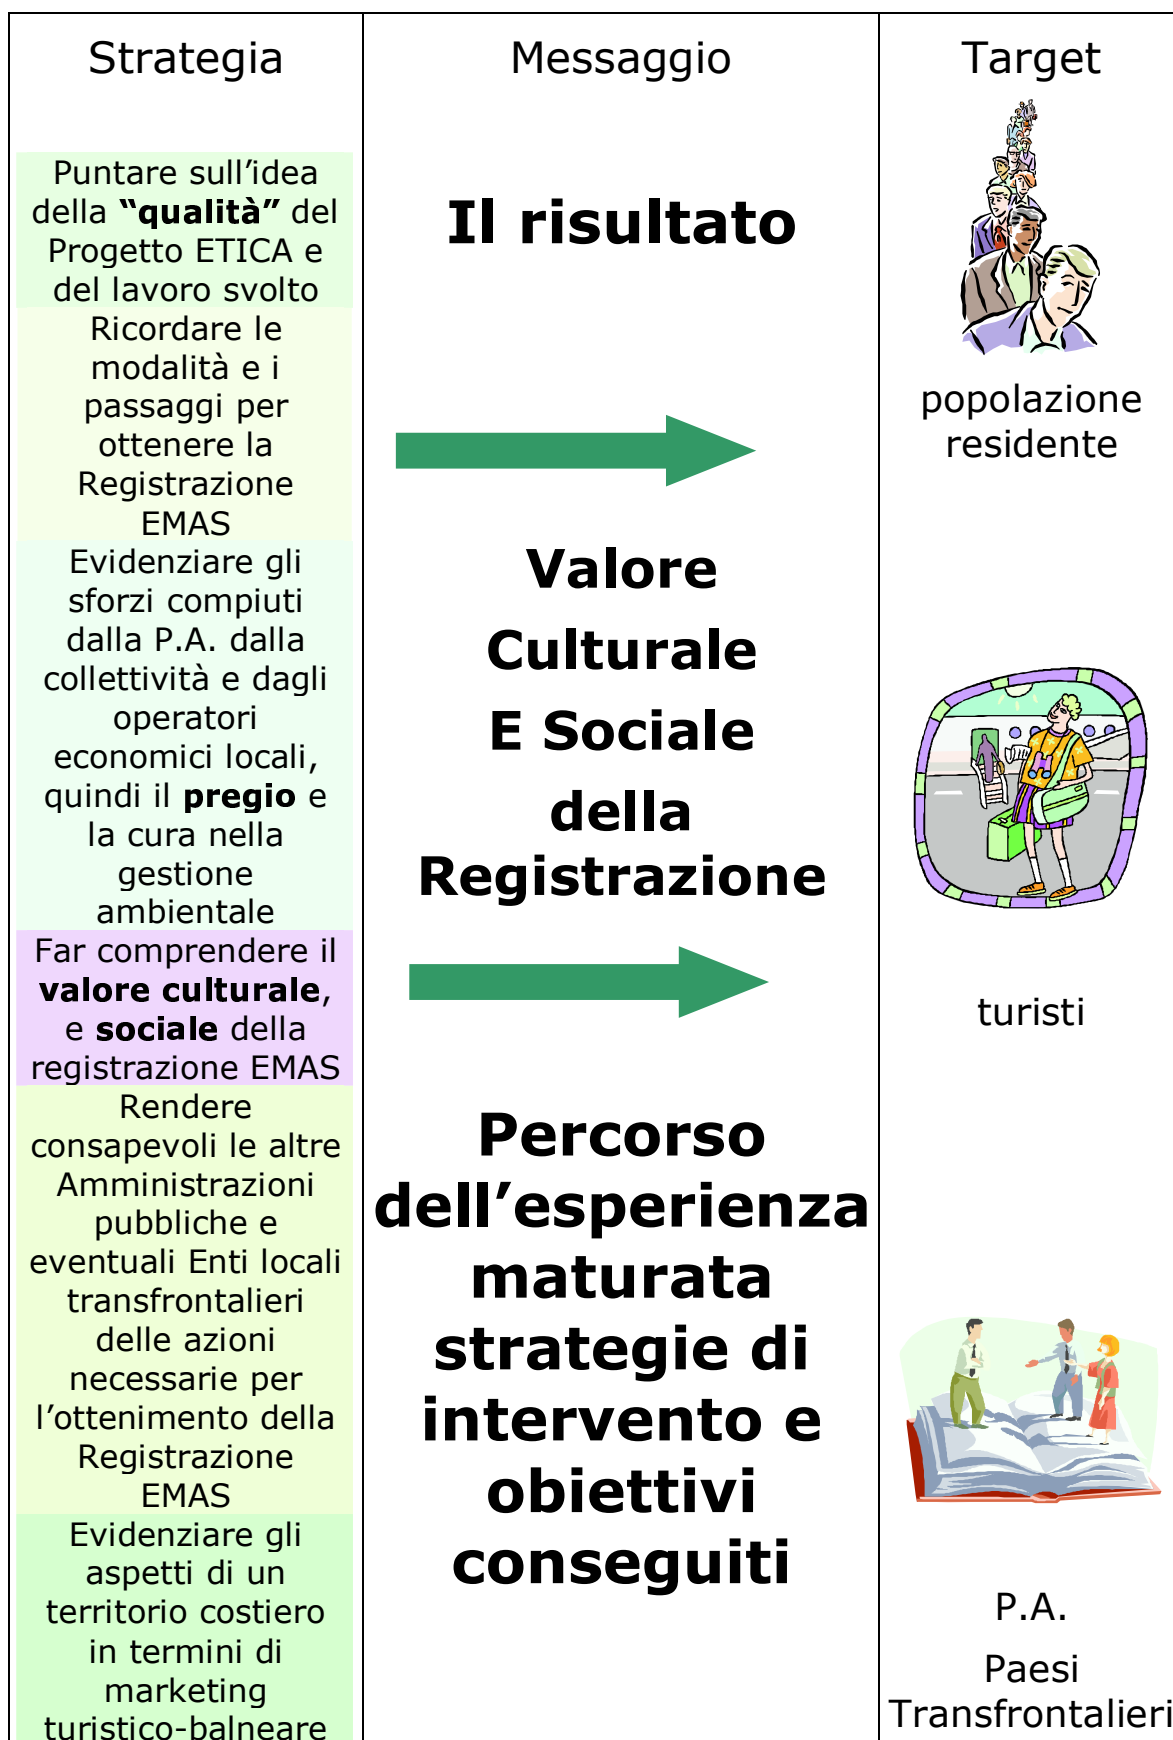 Strategia
Puntare sull’idea
della “qualità” del
Progetto ETICA e
del lavoro svolto
Ricordare le
modalità e i
passaggi per
ottenere la
Registrazione
EMAS
Evidenziare gli
sforzi compiuti
dalla P.A. dalla
collettività e dagli
operatori
economici locali,
quindi il pregio e
la cura nella
gestione
ambientale
Far comprendere il
valore culturale,
e sociale della
registrazione EMAS
Rendere
consapevoli le altre
Amministrazioni
pubbliche e
eventuali Enti locali
transfrontalieri
delle azioni
necessarie per
l’ottenimento della
Registrazione
EMAS
Evidenziare gli
aspetti di un
territorio costiero
in termini di
marketing
turistico-balneare
Messaggio
Il risultato
Valore
Culturale
E Sociale
della
Registrazione
Percorso
dell’esperienza
maturata
strategie di
intervento e
obiettivi
conseguiti
Target
popolazione
residente
turisti
P.A.
Paesi
Transfrontalieri